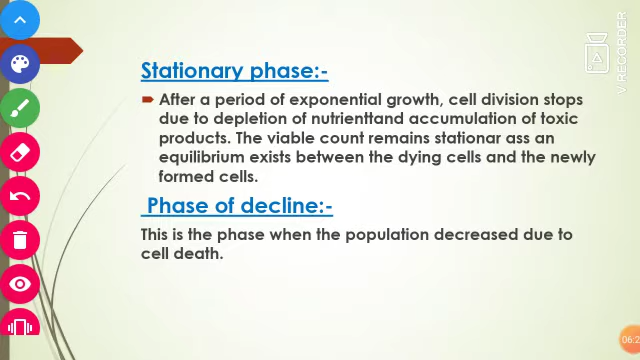 Stationary phase:-
After a period of exponential growth, cell division stops
due to depletion of nutrienttand accumulation of toxic
products. The viable count remains stationar ass an
equilibrium exists between the dying cells and the newly
formed cells.
Phase of decline:-
This is the phase when the population decreased due to
cell death.
V.RECORDER